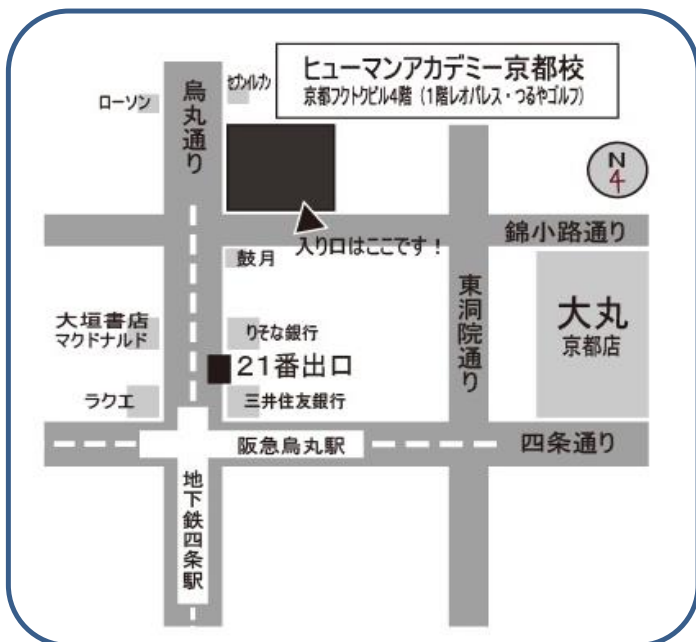 ヒューマンアカデミー京都校
京都フクトクビル4階（1階レオパレス・つるやゴルフ）
セブンイレブン
ローソン
烏丸通り
N
入り口はここです！
錦小路通り
鼓月
東洞院通り
大丸
京都店
大垣書店
マクドナルド
りそな銀行
21番出口
ラクエ
三井住友銀行
阪急烏丸駅
四条通り
地下鉄四条駅